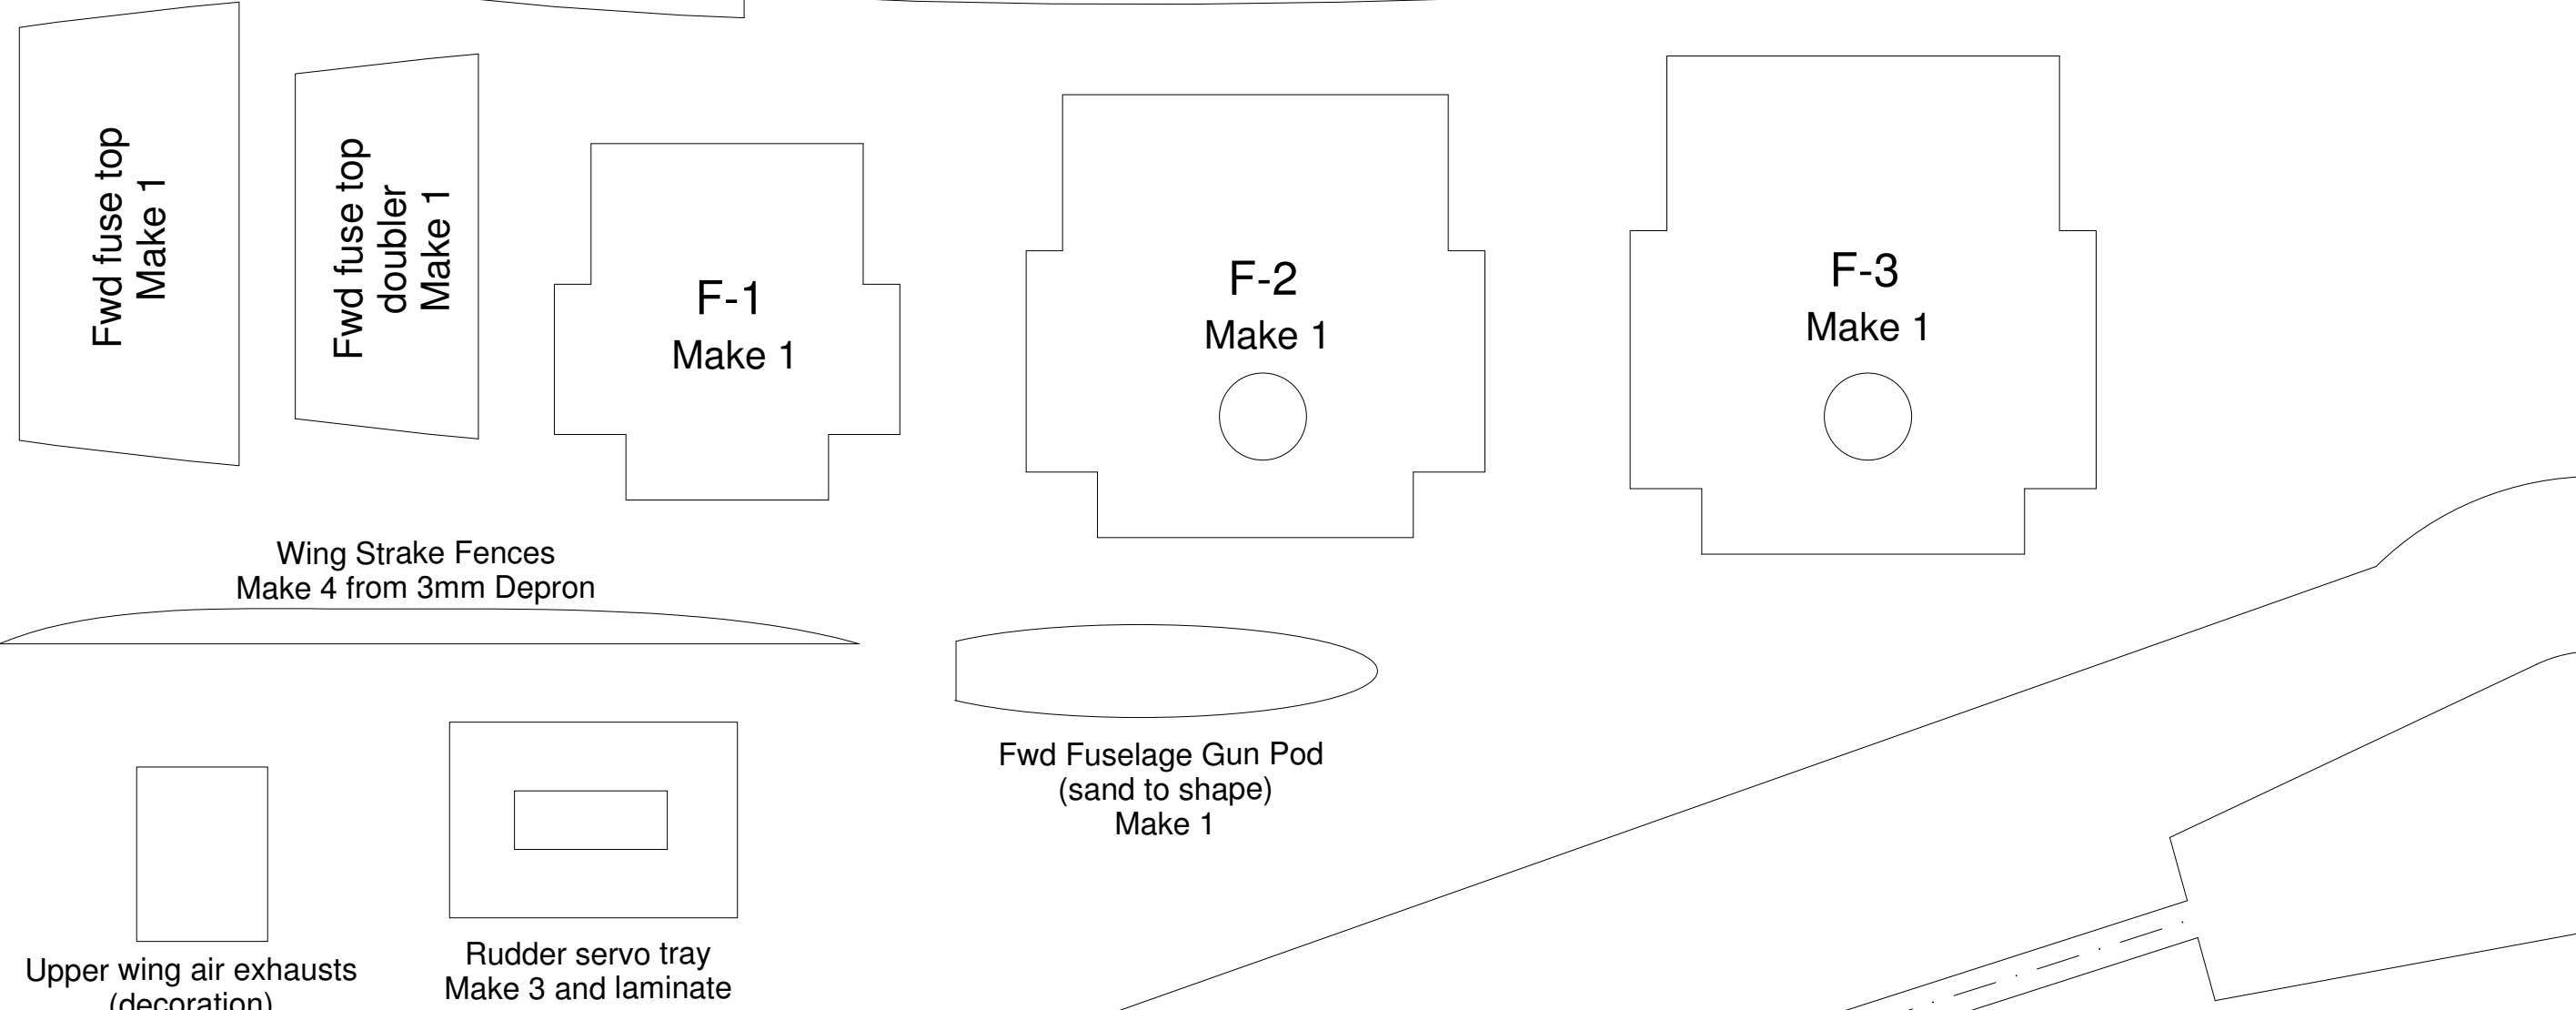 Fwd fuse top
Make 1
Fwd fuse top
doubler
Make 1
F-1
Make 1
F-2
Make 1
F-3
Make 1
Wing Strake Fences
Make 4 from 3mm Depron
Fwd Fuselage Gun Pod
(sand to shape)
Make 1
Upper wing air exhausts
(decoration)
Rudder servo tray
Make 3 and laminate